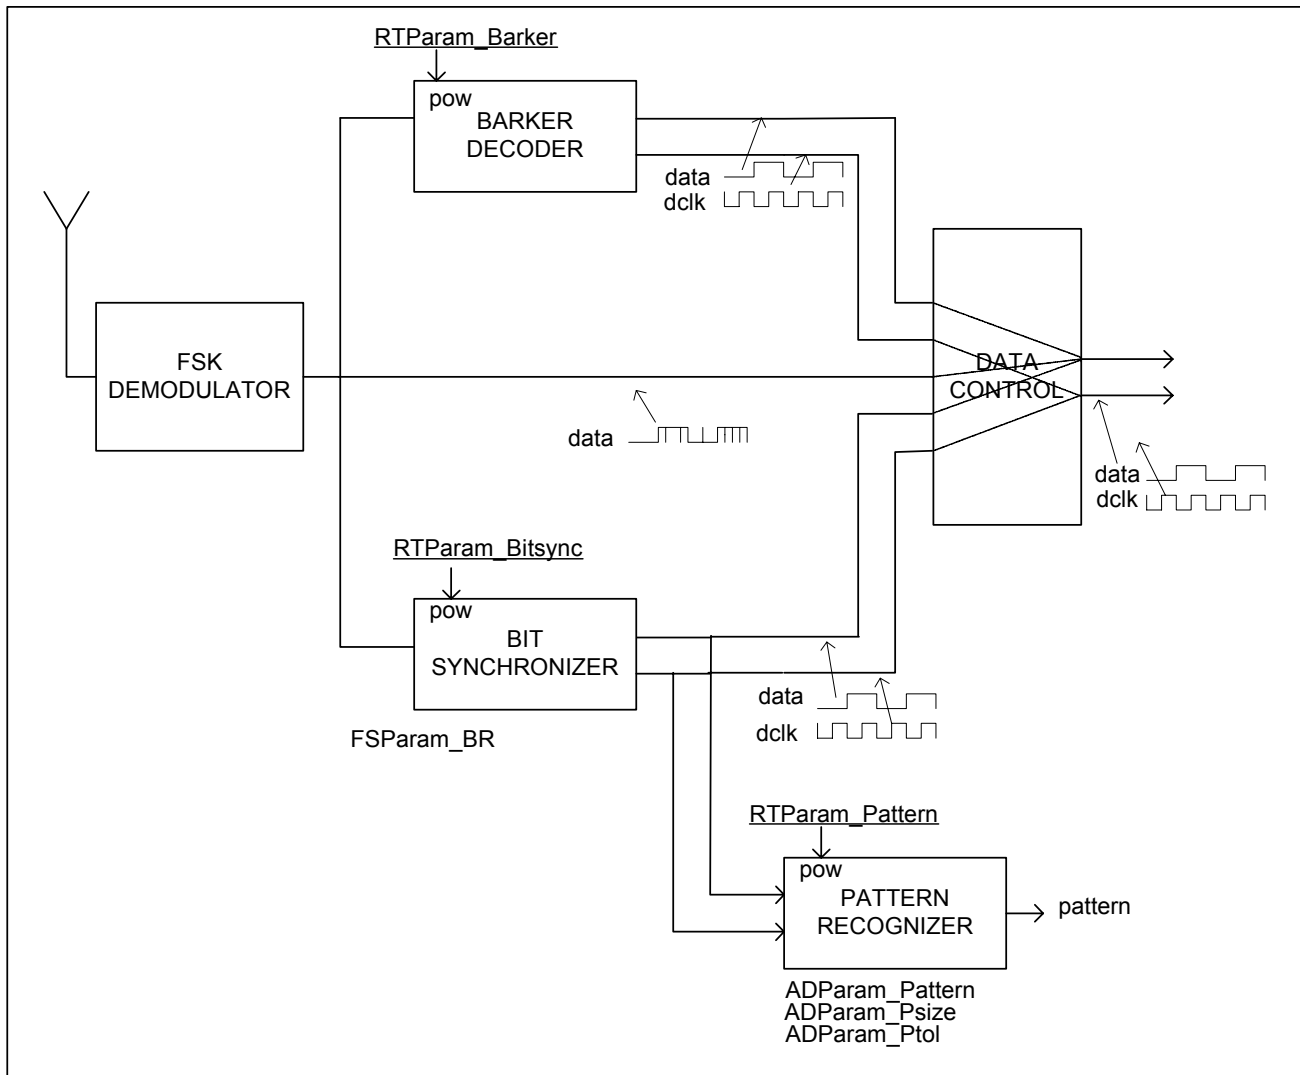 RTParam_Barker
pow
BARKER
DECODER
data
dclk
FSK
DEMODULATOR
DATA
CONTROL
data
data
dclk
RTParam_Bitsync
pow
BIT
SYNCHRONIZER
data
dclk
FSParam_BR
RTParam_Pattern
pow
PATTERN
RECOGNIZER
pattern
ADParam_Pattern
ADParam_Psize
ADParam_Ptol